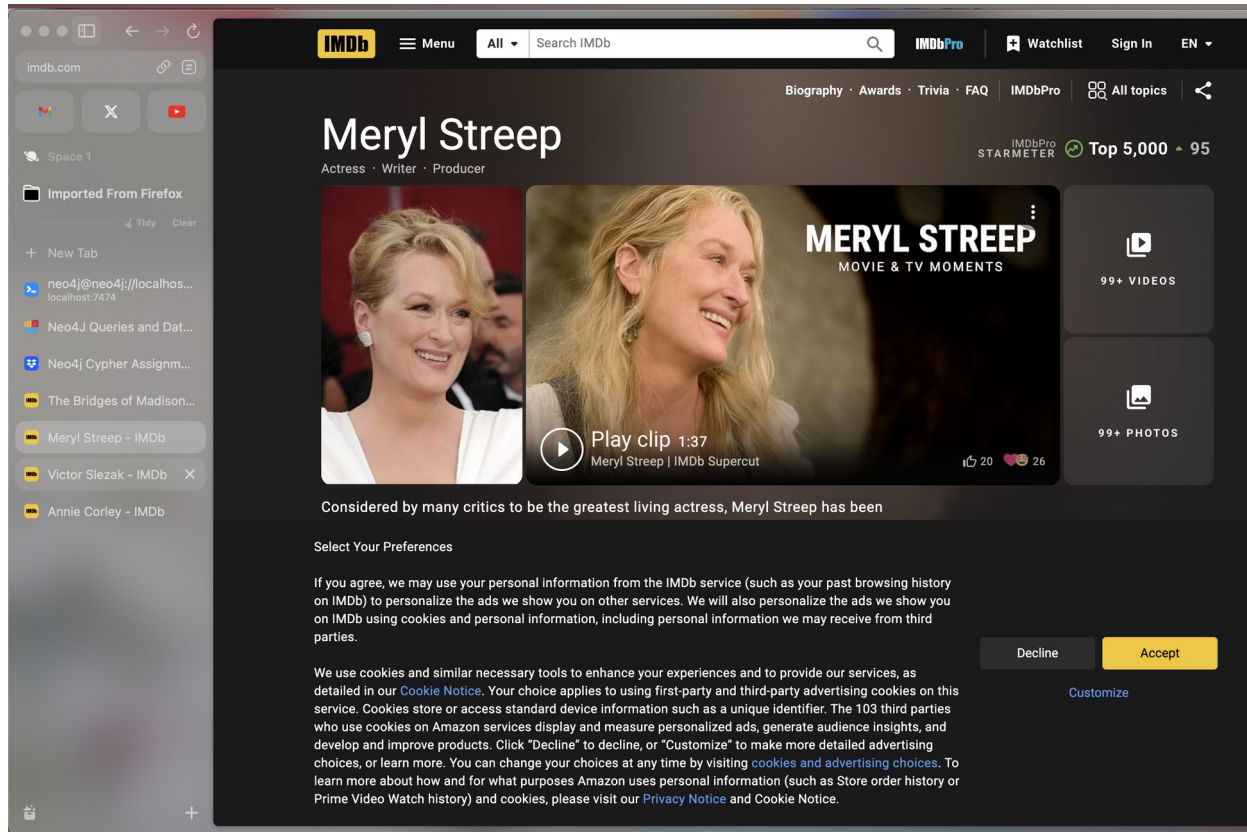 imdb.com
Space 1
Imported From Firefox
Tidy Clear
New Tab
neo4j@neo4j://localhos...
localhost:7474
Neo4J Queries and Dat...
Neo4j Cypher Assignm...
The Bridges of Madison...
Meryl Streep - IMDb
Victor Slezak - IMDb
Annie Corley - IMDb
IMDb Menu All Search IMDb IMDbPro Watchlist Sign In EN
Biography · Awards · Trivia · FAQ IMDbPro All topics
Meryl Streep
Actress · Writer · Producer
IMDbPro
STARMETER Top 5,000 95
MERYL STREEP
MOVIE & TV MOMENTS
Play clip 1:37
Meryl Streep | IMDb Supercut
20 26
99+ VIDEOS
99+ PHOTOS
Considered by many critics to be the greatest living actress, Meryl Streep has been
Select Your Preferences
If you agree, we may use your personal information from the IMDb service (such as your past browsing history
on IMDb) to personalize the ads we show you on other services. We will also personalize the ads we show you
on IMDb using cookies and personal information, including personal information we may receive from third
parties.
We use cookies and similar necessary tools to enhance your experiences and to provide our services, as
detailed in our Cookie Notice. Your choice applies to using first-party and third-party advertising cookies on this
service. Cookies store or access standard device information such as a unique identifier. The 103 third parties
who use cookies on Amazon services display and measure personalized ads, generate audience insights, and
develop and improve products. Click “Decline” to decline, or “Customize” to make more detailed advertising
choices, or learn more. You can change your choices at any time by visiting cookies and advertising choices. To
learn more about how and for what purposes Amazon uses personal information (such as Store order history or
Prime Video Watch history) and cookies, please visit our Privacy Notice and Cookie Notice.
Decline Accept
Customize